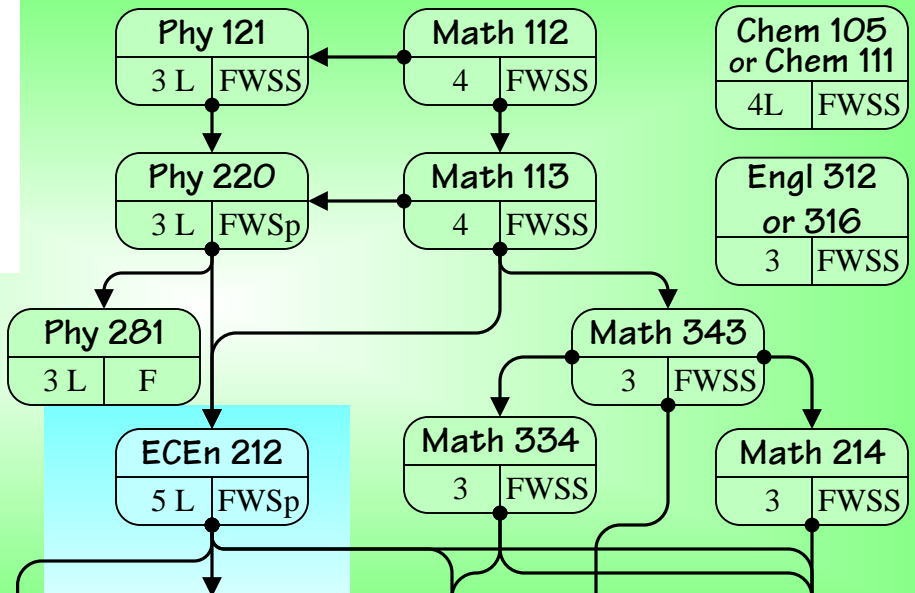 Phy 121
3 L FWSS
Math 112
4 FWSS
Chem 105
or Chem 111
4L FWSS
Phy 220
3 L FWSp
Math 113
4 FWSS
Engl 312
or 316
3 FWSS
Phy 281
3 L F
Math 343
3 FWSS
ECEn 212
5 L FWSp
Math 334
3 FWSS
Math 214
3 FWSS